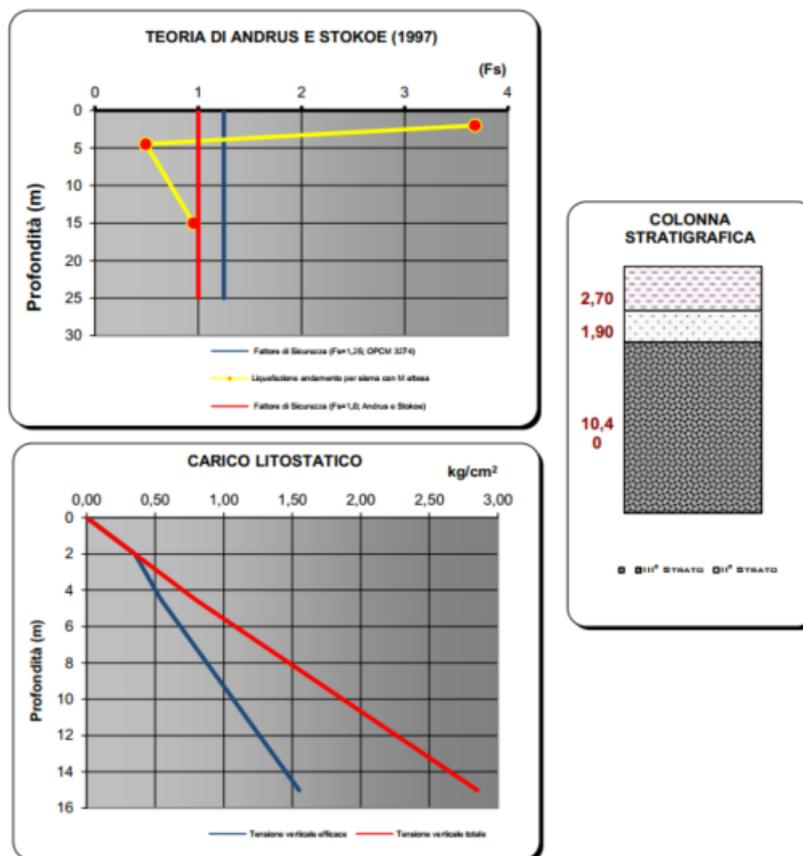 TEORIA DI ANDRUS E STOKOE (1997)
(Fs)
0 1 2 3 4
0
5
10
15
20
25
30
Profondità (m)
Fattore di Sicurezza (Fs=1,25; OPCM 3274)
Liquefazione andamento per sisma con M attesa
Fattore di Sicurezza (Fs=1,0; Andrus e Stokoe)
COLONNA
STRATIGRAFICA
2,70
1,90
10,4
0
III° STRATO II° STRATO
CARICO LITOSTATICO
kg/cm²
0,00 0,50 1,00 1,50 2,00 2,50 3,00
0
2
4
6
8
10
12
14
16
Profondità (m)
Tensione verticale efficace Tensione verticale totale